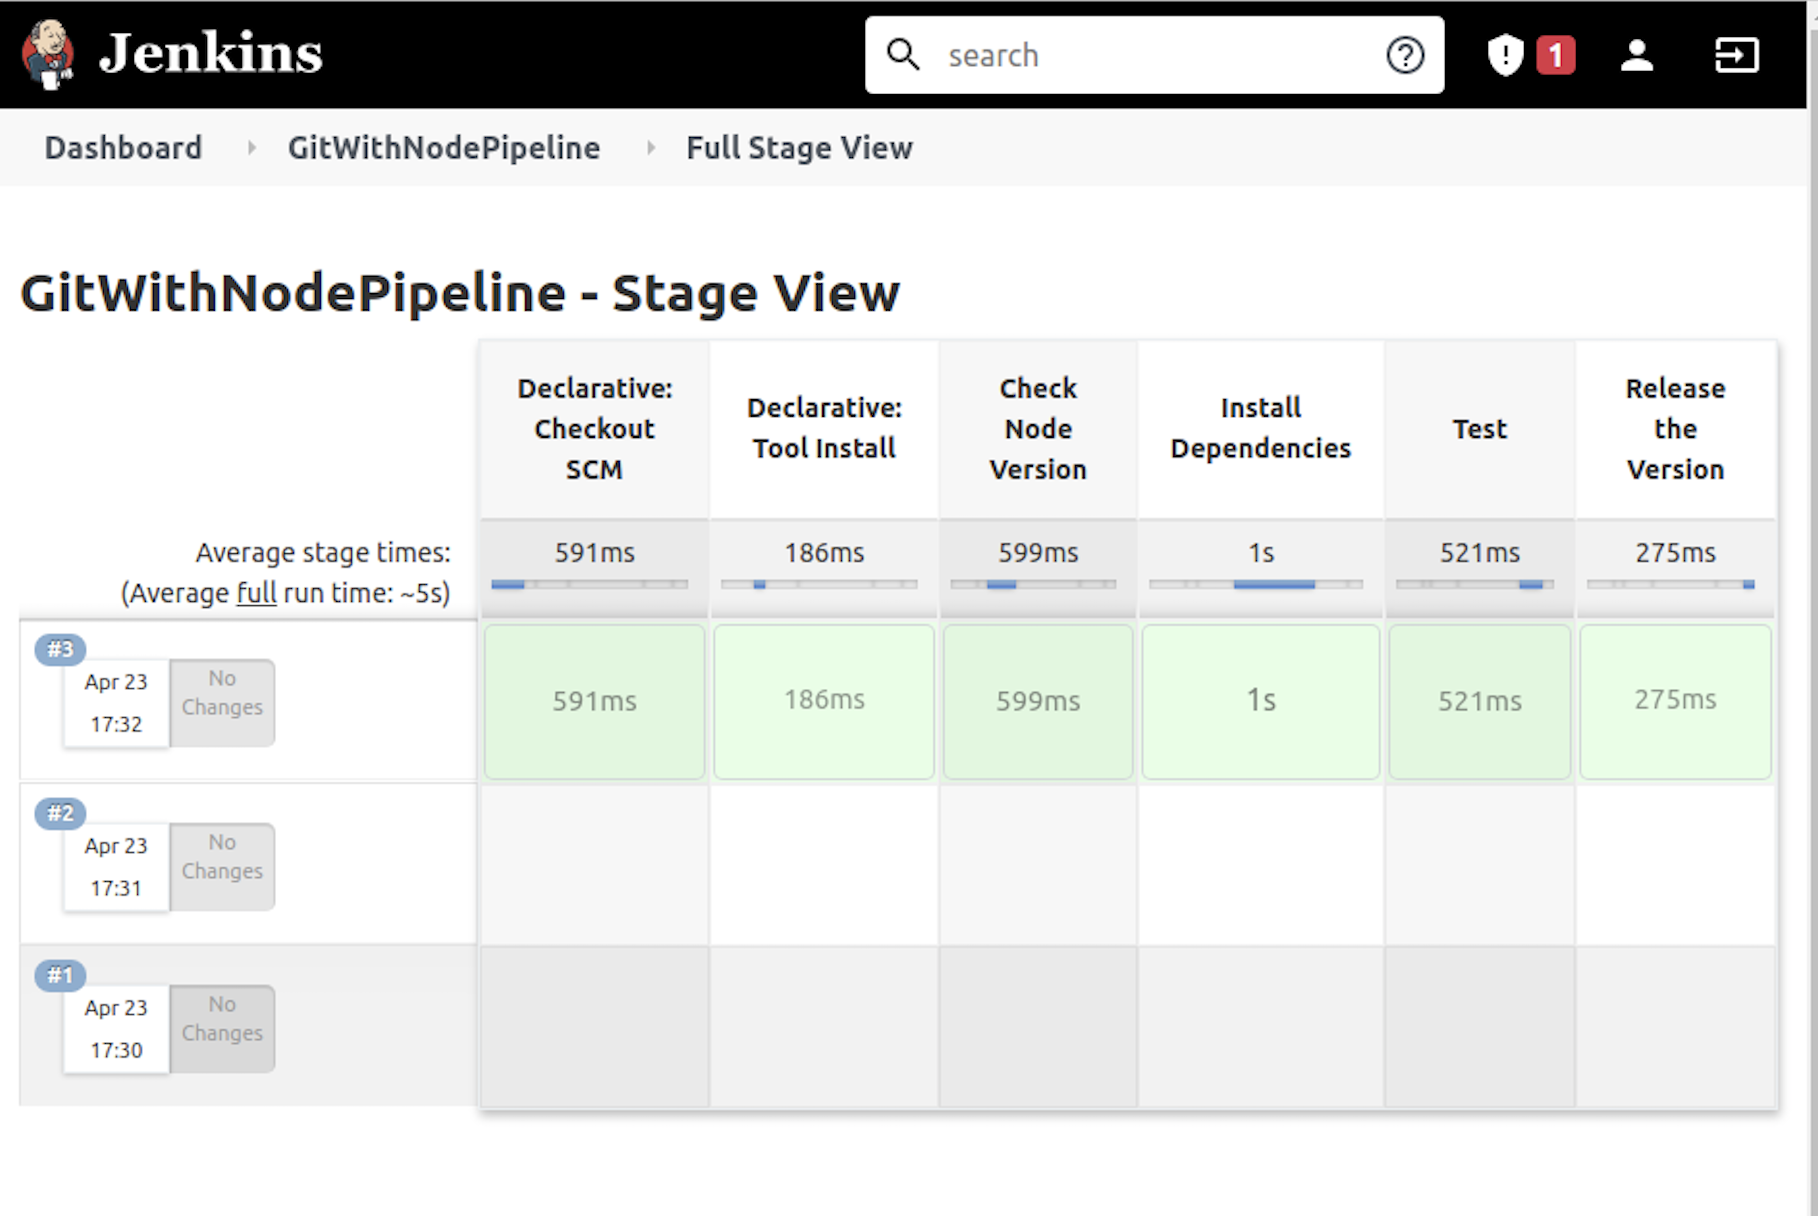 Jenkins
search
1
Dashboard
GitWithNodePipeline
Full Stage View
GitWithNodePipeline - Stage View
Declarative:
Checkout
SCM
Declarative:
Tool Install
Check
Node
Version
Install
Dependencies
Test
Release
the
Version
Average stage times:
(Average full run time: ~5s)
591ms
186ms
599ms
1s
521ms
275ms
#3
Apr 23
17:32
No
Changes
591ms
186ms
599ms
1s
521ms
275ms
#2
Apr 23
17:31
No
Changes
#1
Apr 23
17:30
No
Changes